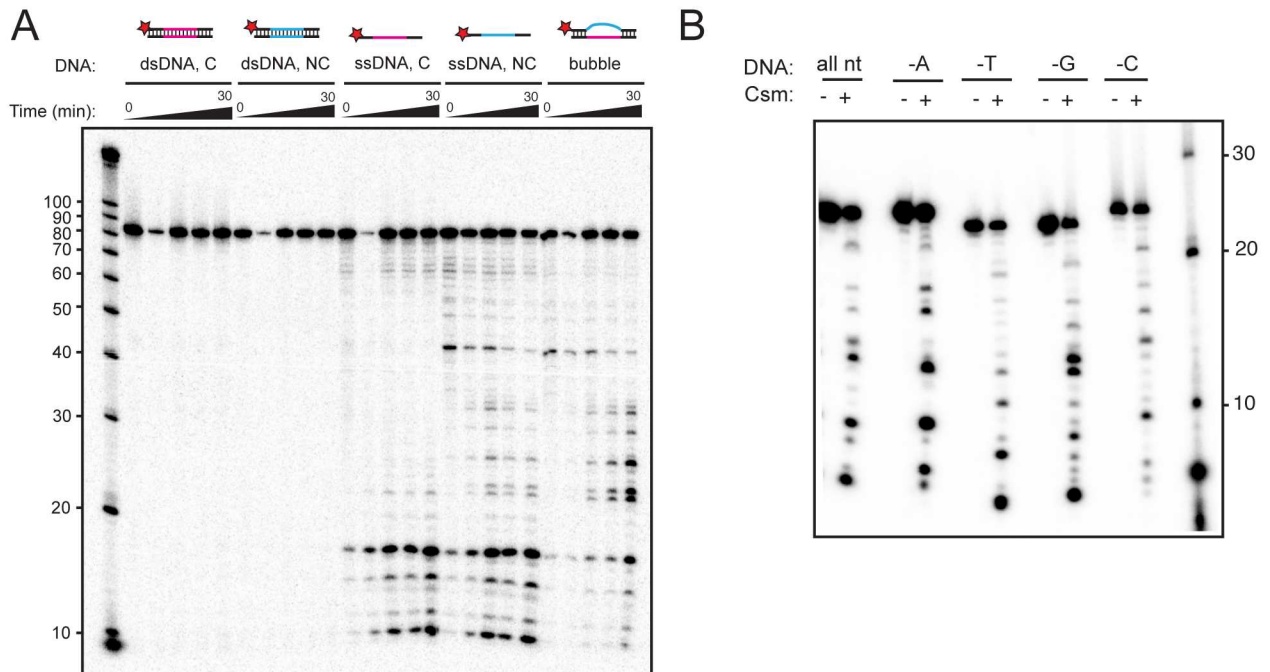 A
DNA: dsDNA, C dsDNA, NC ssDNA, C ssDNA, NC bubble
Time (min): 0 30 0 30 0 30 0 30 0 30
100
90
80
70
60
50
40
30
20
10
B
DNA: all nt -A -T -G -C
Csm: - + - + - + - + - +
30
20
10